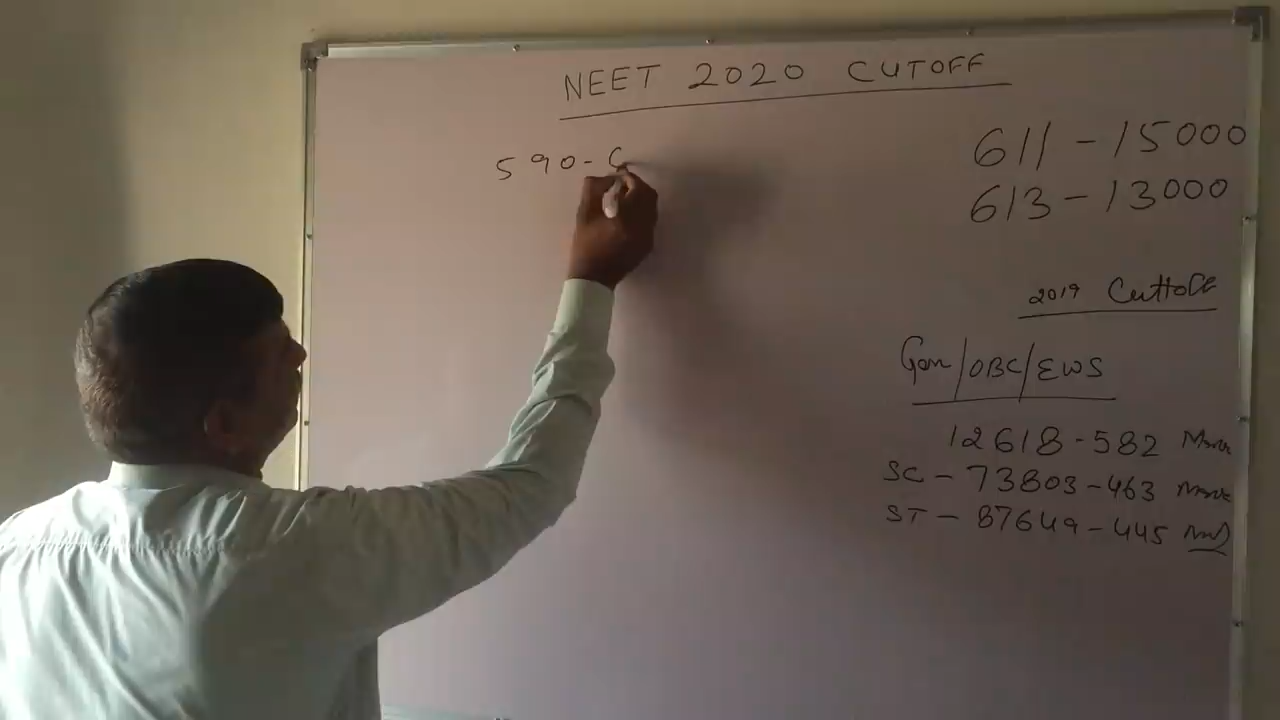 NEET 2020 CUTOFF
590-
611-15000
613-13000
2019 Cuttoff
Gen/OBC/EWS
12618-582
SC-73803-463
ST-87649-445